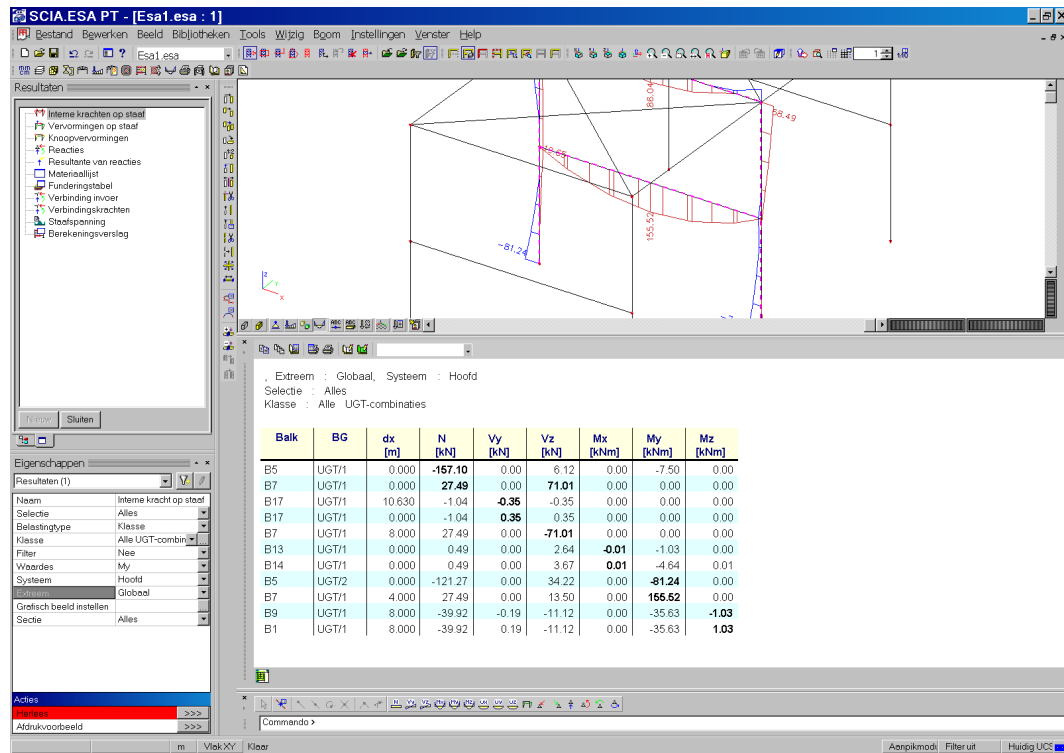 SCIA.ESA PT - [Esa1.esa : 1]
Bestand Bewerken Beeld Bibliotheken Tools Wijzig Boom Instellingen Venster Help
Esa1.esa
1
Resultaten
Interne krachten op staaf
Vervormingen op staaf
Knoopvervormingen
Reacties
Resultante van reacties
Materiaallijst
Funderingstabel
Verbinding invoer
Verbindingskrachten
Staafspanning
Berekeningsverslag
Nieuw Sluiten
86.04
58.49
19.65
155.52
-81.24
z
Y
X
Eigenschappen
Resultaten (1)
Naam Interne kracht op staaf
Selectie Alles
Belastingtype Klasse
Klasse Alle UGT-combin
Filter Nee
Waardes My
Systeem Hoofd
Extreem Globaal
Grafisch beeld instellen
Sectie Alles
Acties
Herlees >>>
Afdrukvoorbeeld >>>
, Extreem : Globaal, Systeem : Hoofd
Selectie : Alles
Klasse : Alle UGT-combinaties
Balk BG dx [m] N [kN] Vy [kN] Vz [kN] Mx [kNm] My [kNm] Mz [kNm]
B5 UGT/1 0.000 -157.10 0.00 6.12 0.00 -7.50 0.00
B7 UGT/1 0.000 27.49 0.00 71.01 0.00 0.00 0.00
B17 UGT/1 10.630 -1.04 -0.35 -0.35 0.00 0.00 0.00
B17 UGT/1 0.000 -1.04 0.35 0.35 0.00 0.00 0.00
B7 UGT/1 8.000 27.49 0.00 -71.01 0.00 0.00 0.00
B13 UGT/1 0.000 0.49 0.00 2.64 -0.01 -1.03 0.00
B14 UGT/1 0.000 0.49 0.00 3.67 0.01 -4.64 0.01
B5 UGT/2 0.000 -121.27 0.00 34.22 0.00 -81.24 0.00
B7 UGT/1 4.000 27.49 0.00 13.50 0.00 155.52 0.00
B9 UGT/1 8.000 -39.92 -0.19 -11.12 0.00 -35.63 -1.03
B1 UGT/1 8.000 -39.92 0.19 -11.12 0.00 -35.63 1.03
Commando >
m Vlak XY Klaar Aanpikmodi Filter uit Huidig UCS